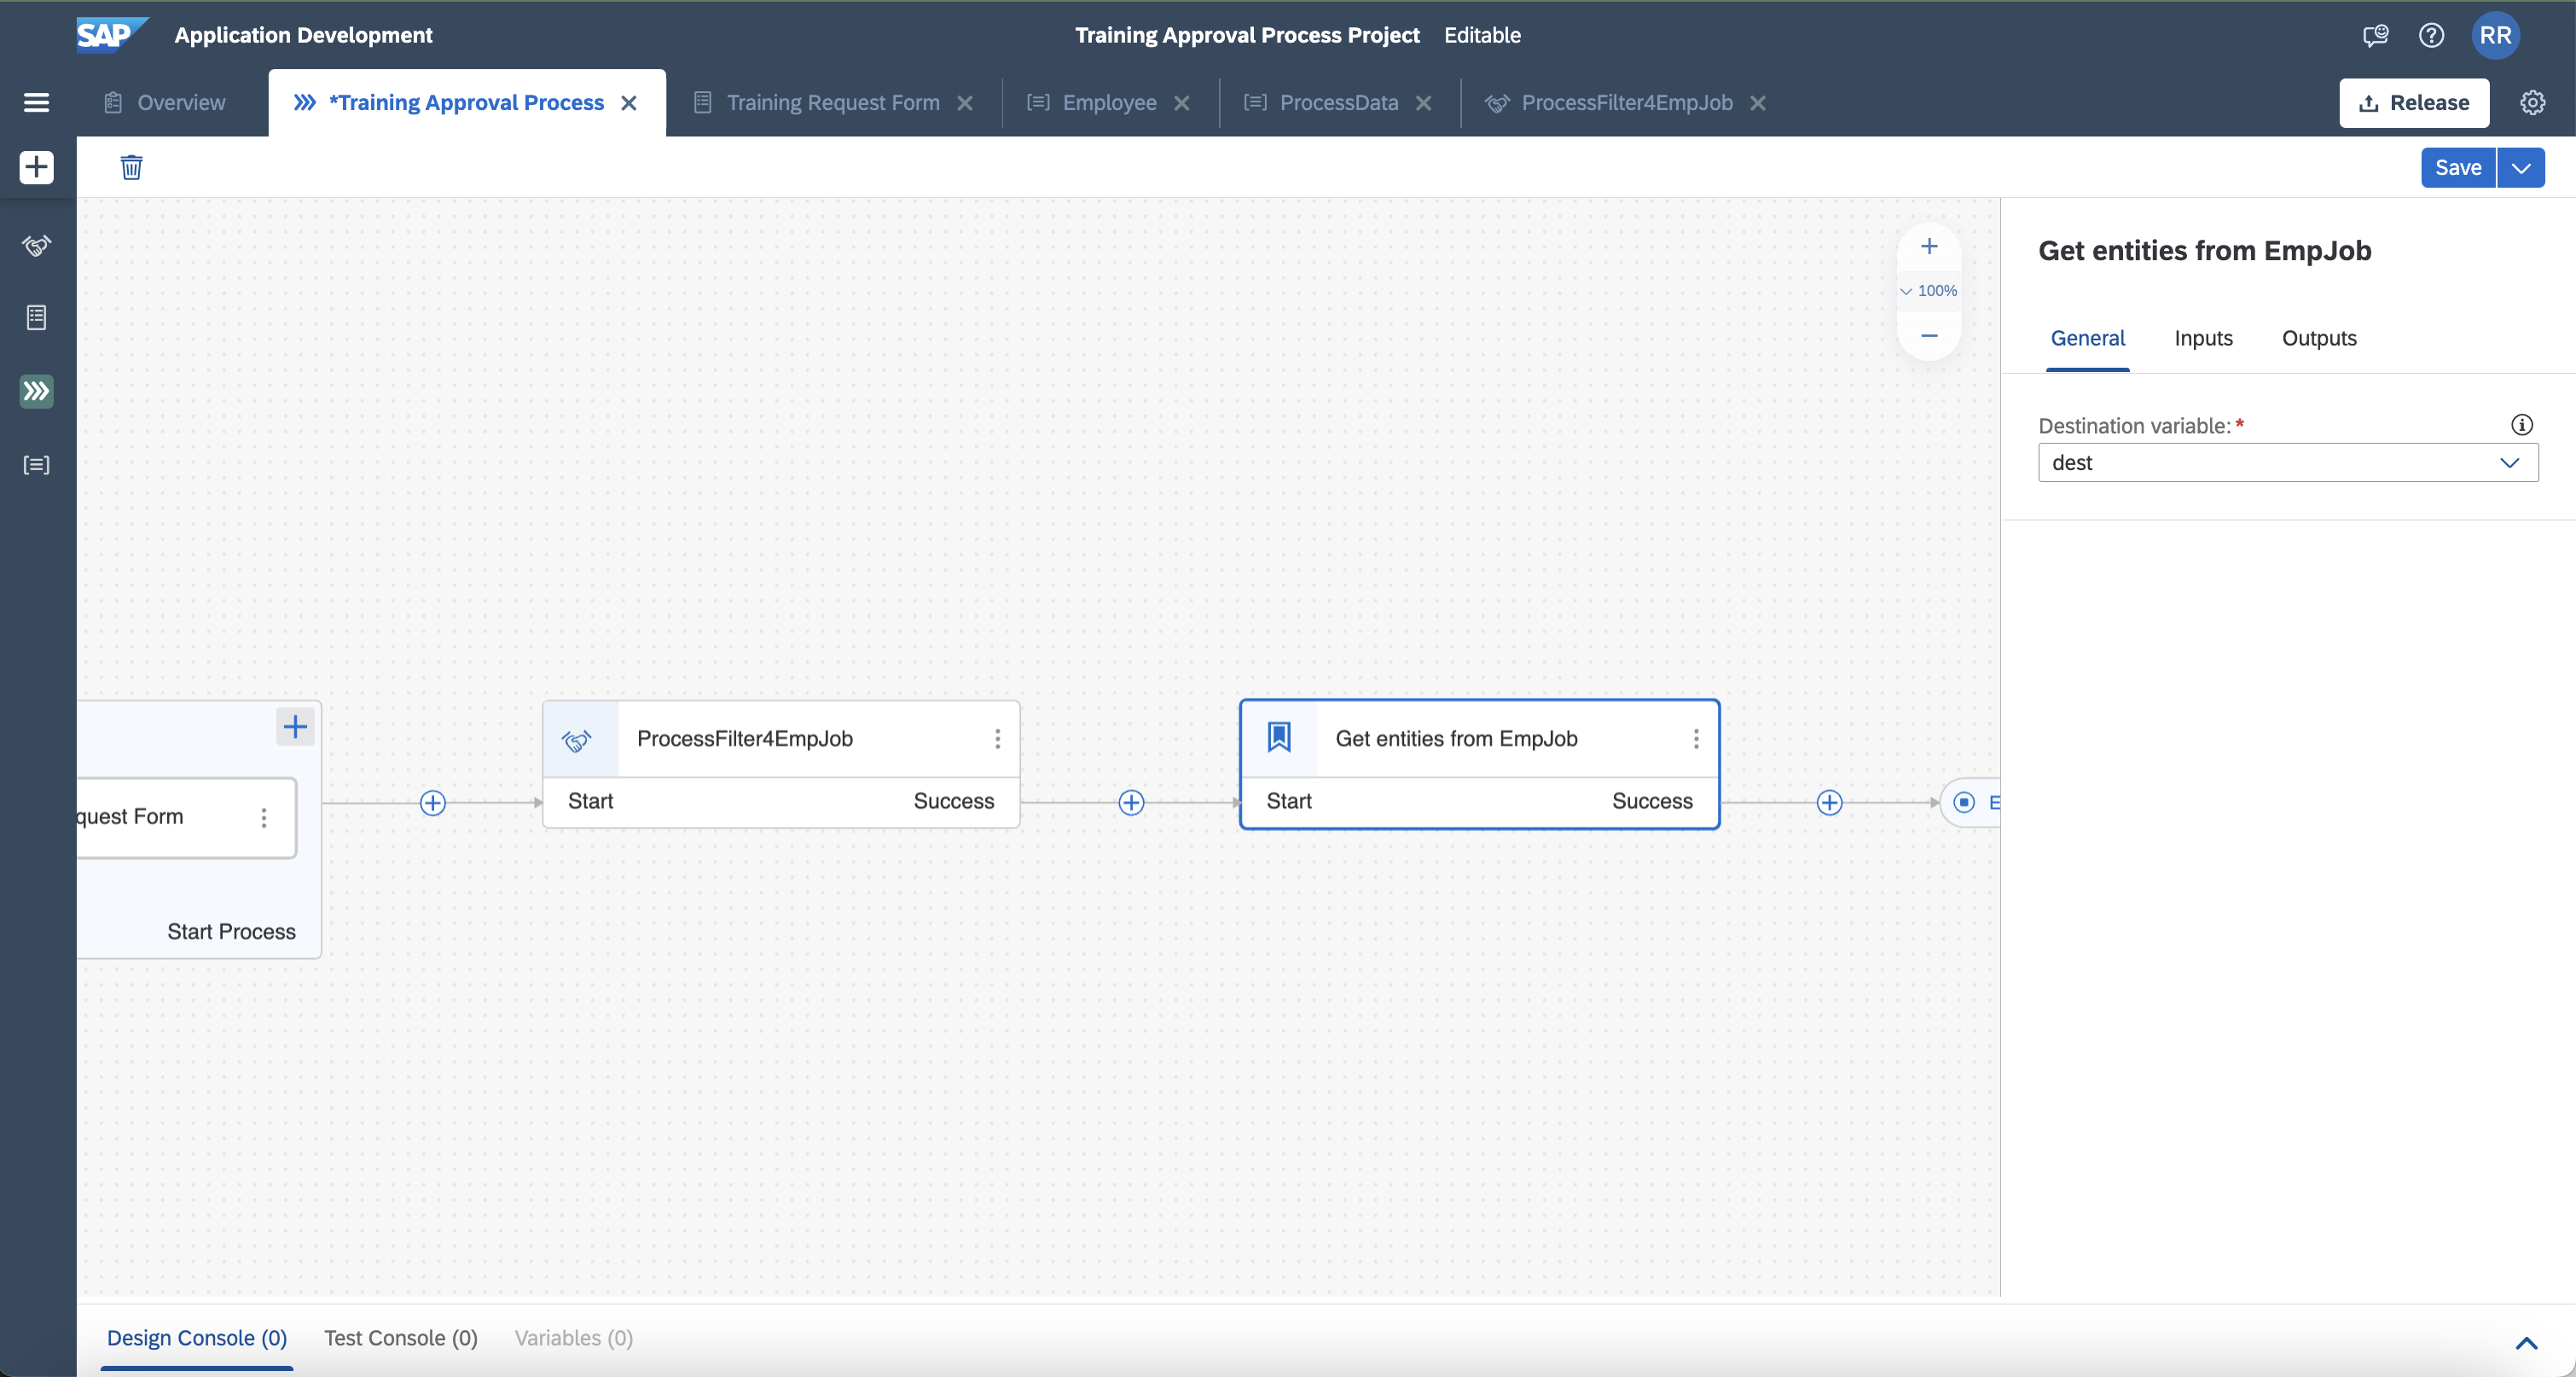 SAP Application Development
Training Approval Process Project Editable
RR
Overview
*Training Approval Process
Training Request Form
Employee
ProcessData
ProcessFilter4EmpJob
Release
Save
100%
Get entities from EmpJob
General Inputs Outputs
Destination variable:*
dest
quest Form
Start Process
ProcessFilter4EmpJob
Start Success
Get entities from EmpJob
Start Success
E
Design Console (0) Test Console (0) Variables (0)